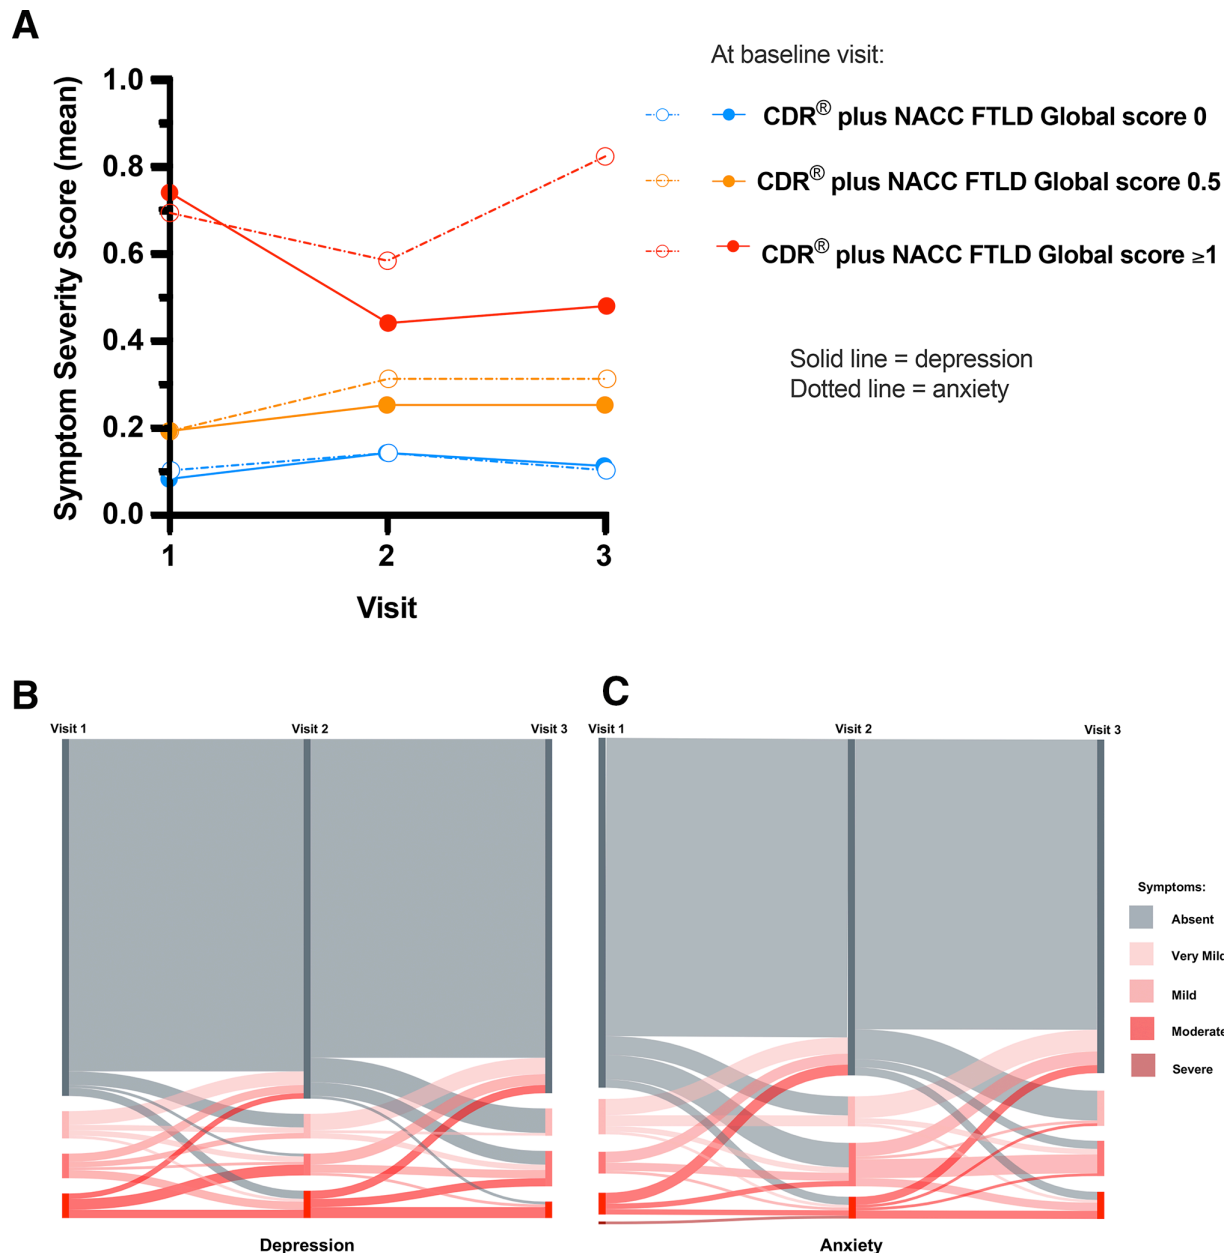 A
Symptom Severity Score (mean)
1.0
0.8
0.6
0.4
0.2
0.0
1
2
3
Visit
At baseline visit:
CDR® plus NACC FTLD Global score 0
CDR® plus NACC FTLD Global score 0.5
CDR® plus NACC FTLD Global score ≥1
Solid line = depression
Dotted line = anxiety
B
Visit 1
Visit 2
Visit 3
Depression
C
Visit 1
Visit 2
Visit 3
Anxiety
Symptoms:
Absent
Very Mild
Mild
Moderate
Severe